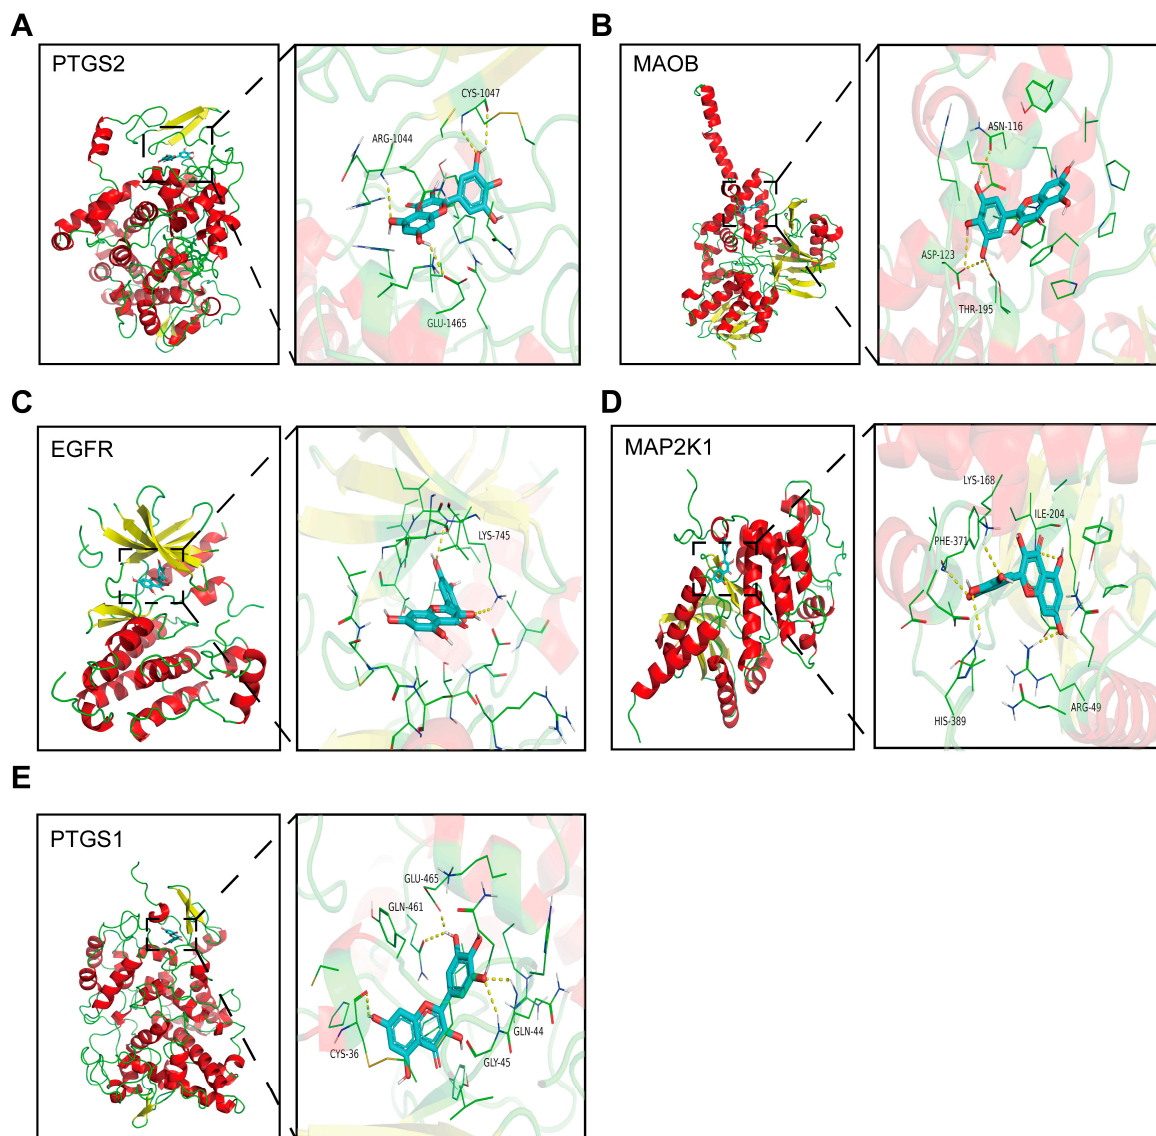 A
PTGS2
CYS-1047
ARG-1044
GLU-1465
B
MAOB
ASN-116
ASP-123
THR-195
C
EGFR
LYS-745
D
MAP2K1
LYS-168
ILE-204
PHE-371
ARG-49
HIS-389
E
PTGS1
GLU-465
GLN-461
GLN-44
CYS-36
GLY-45